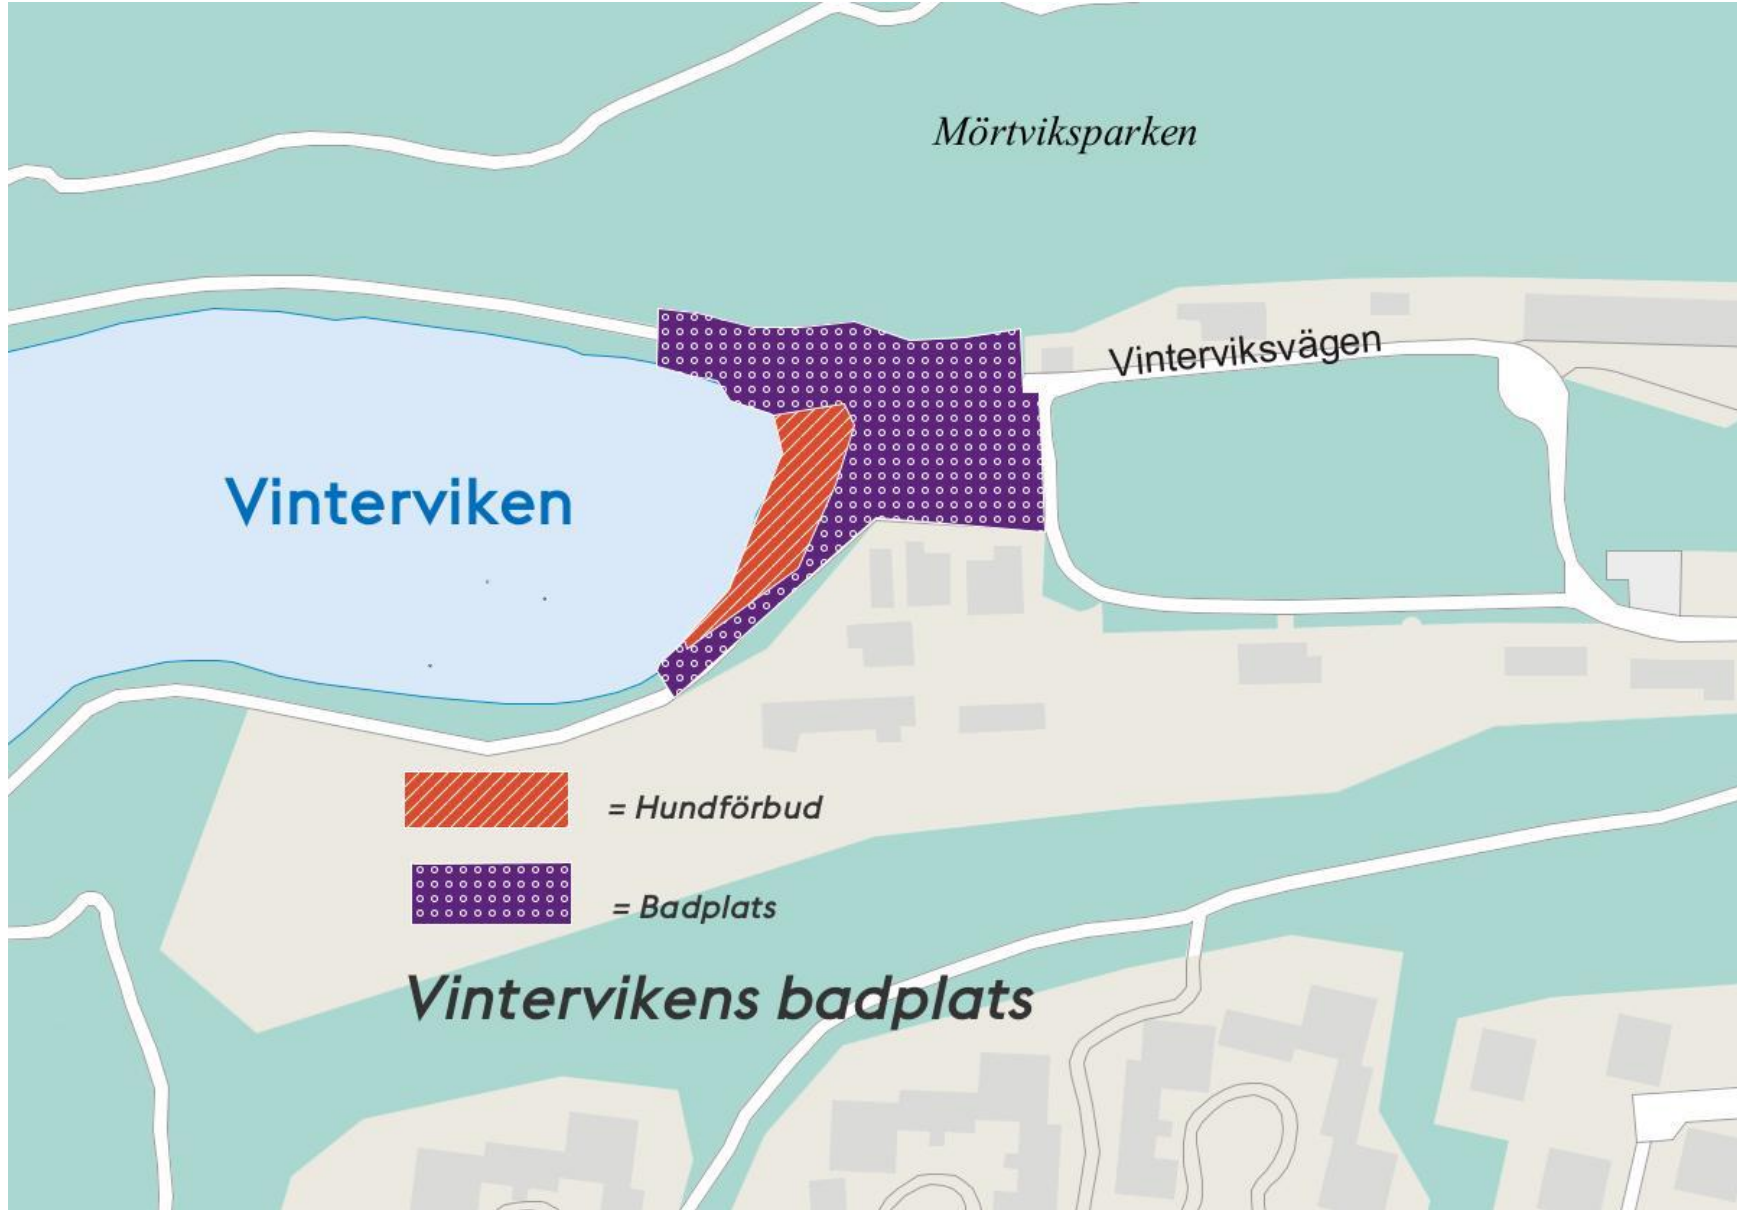 Mörtviksparken
Vinterviksvägen
Vinterviken
= Hundförbud
= Badplats
Vintervikens badplats